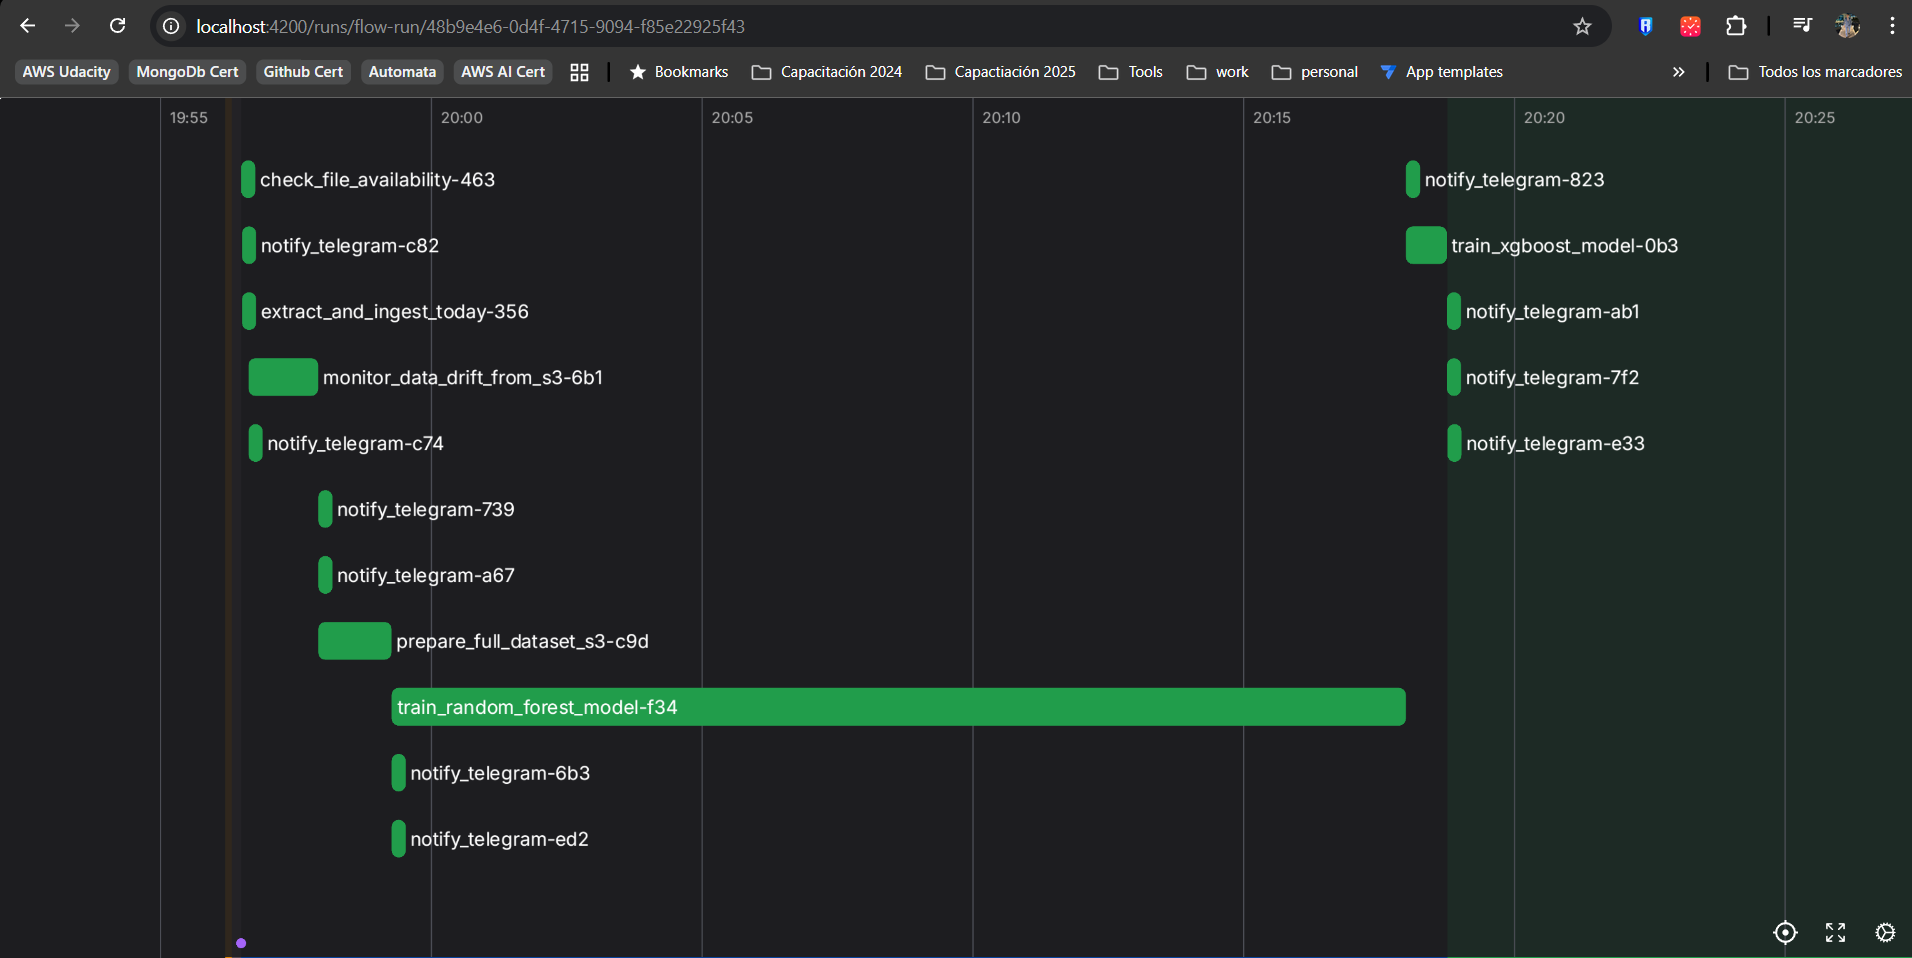 localhost:4200/runs/flow-run/48b9e4e6-0d4f-4715-9094-f85e22925f43
AWS Udacity MongoDb Cert Github Cert Automata AWS AI Cert Bookmarks Capacitación 2024 Capactiación 2025 Tools work personal App templates » Todos los marcadores
19:55 20:00 20:05 20:10 20:15 20:20 20:25
check_file_availability-463 notify_telegram-823
notify_telegram-c82 train_xgboost_model-0b3
extract_and_ingest_today-356 notify_telegram-ab1
monitor_data_drift_from_s3-6b1 notify_telegram-7f2
notify_telegram-c74 notify_telegram-e33
notify_telegram-739
notify_telegram-a67
prepare_full_dataset_s3-c9d
train_random_forest_model-f34
notify_telegram-6b3
notify_telegram-ed2